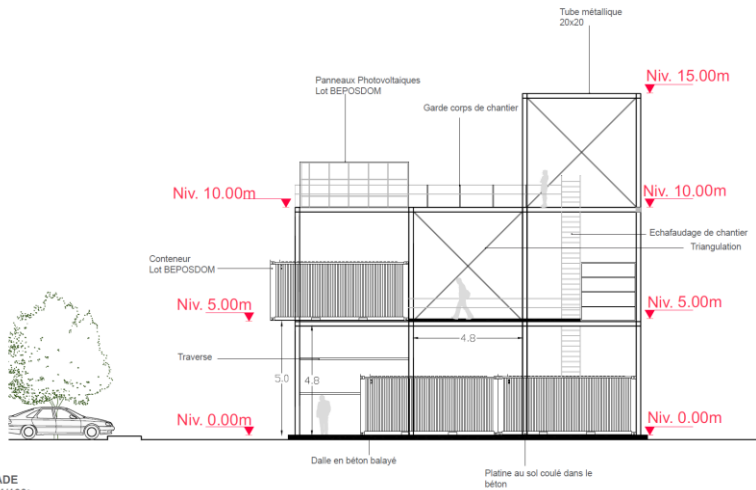 Tube métallique
20x20
Niv. 15.00m
Panneaux Photovoltaiques
Lot BEPOSDOM
Garde corps de chantier
Niv. 10.00m
Niv. 10.00m
Echafaudage de chantier
Triangulation
Conteneur
Lot BEPOSDOM
Niv. 5.00m
Niv. 5.00m
4.8
Traverse
5.0
4.8
Niv. 0.00m
Niv. 0.00m
Dalle en béton balayé
Platine au sol coulé dans le
béton
ADE